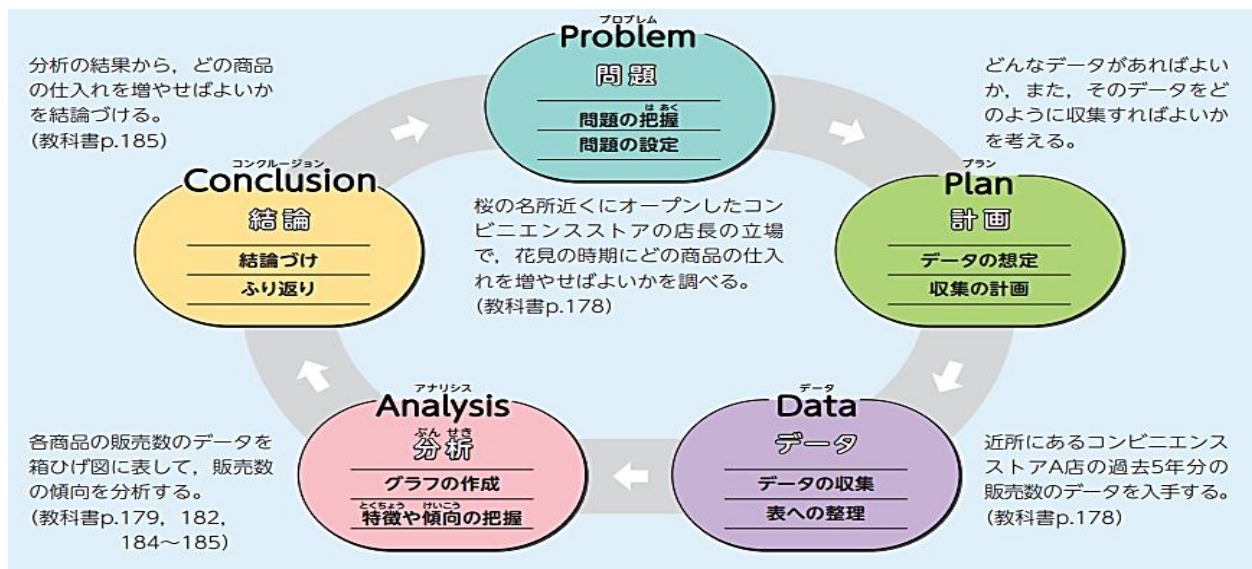 プロブレム
Problem
問題
はあく
問題の把握
問題の設定
桜の名所近くにオープンしたコン
ビニエンスストアの店長の立場
で，花見の時期にどの商品の仕入
れを増やせばよいかを調べる。
(教科書p.178)
どんなデータがあればよい
か，また，そのデータをど
のように収集すればよいか
を考える。
プラン
Plan
計画
データの想定
収集の計画
データ
Data
データ
データの収集
表への整理
近所にあるコンビニエンス
ストアA店の過去5年分の
販売数のデータを入手する。
(教科書p.178)
アナリシス
Analysis
ぶんせき
分析
グラフの作成
とくちょう けいこう
特徴や傾向の把握
各商品の販売数のデータを
箱ひげ図に表して，販売数
の傾向を分析する。
(教科書p.179，182，
184～185)
コンクルージョン
Conclusion
結論
結論づけ
ふり返り
分析の結果から，どの商品
の仕入れを増やせばよいか
を結論づける。
(教科書p.185)